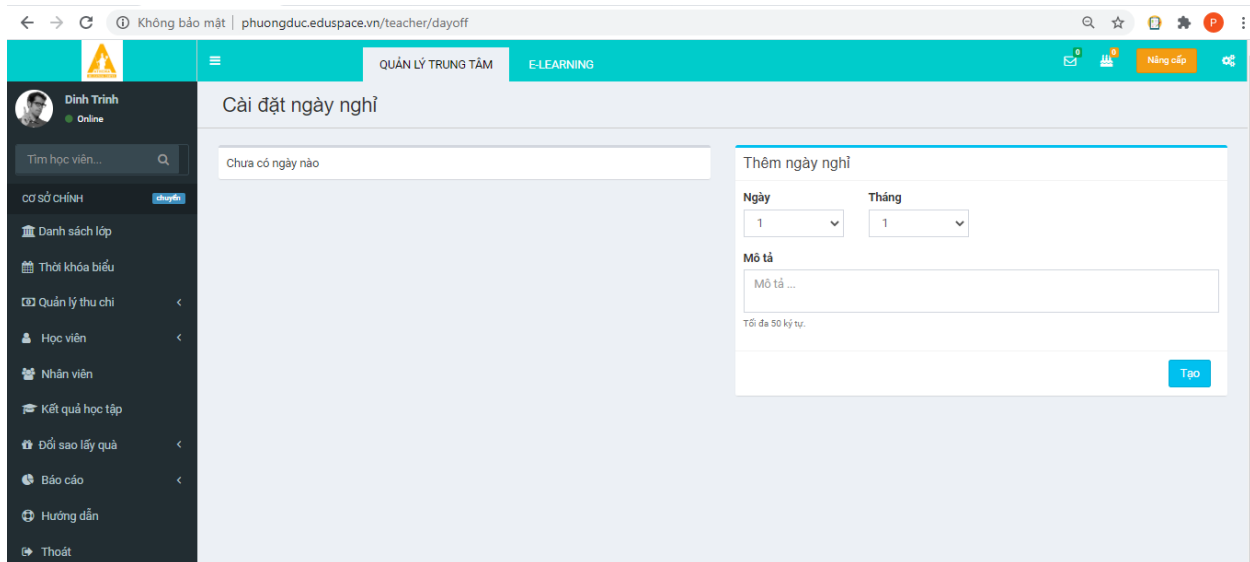 Không bảo mật | phuongduc.eduspace.vn/teacher/dayoff
P
QUẢN LÝ TRUNG TÂM
E-LEARNING
0
0
Nâng cấp
Dinh Trinh
Online
Cài đặt ngày nghỉ
Tìm học viên...
CƠ SỞ CHÍNH
chuyển
Danh sách lớp
Thời khóa biểu
Quản lý thu chi
Học viên
Nhân viên
Kết quả học tập
Đổi sao lấy quà
Báo cáo
Hướng dẫn
Thoát
Chưa có ngày nào
Thêm ngày nghỉ
Ngày Tháng
1 1
Mô tả
Mô tả ...
Tối đa 50 ký tự.
Tạo